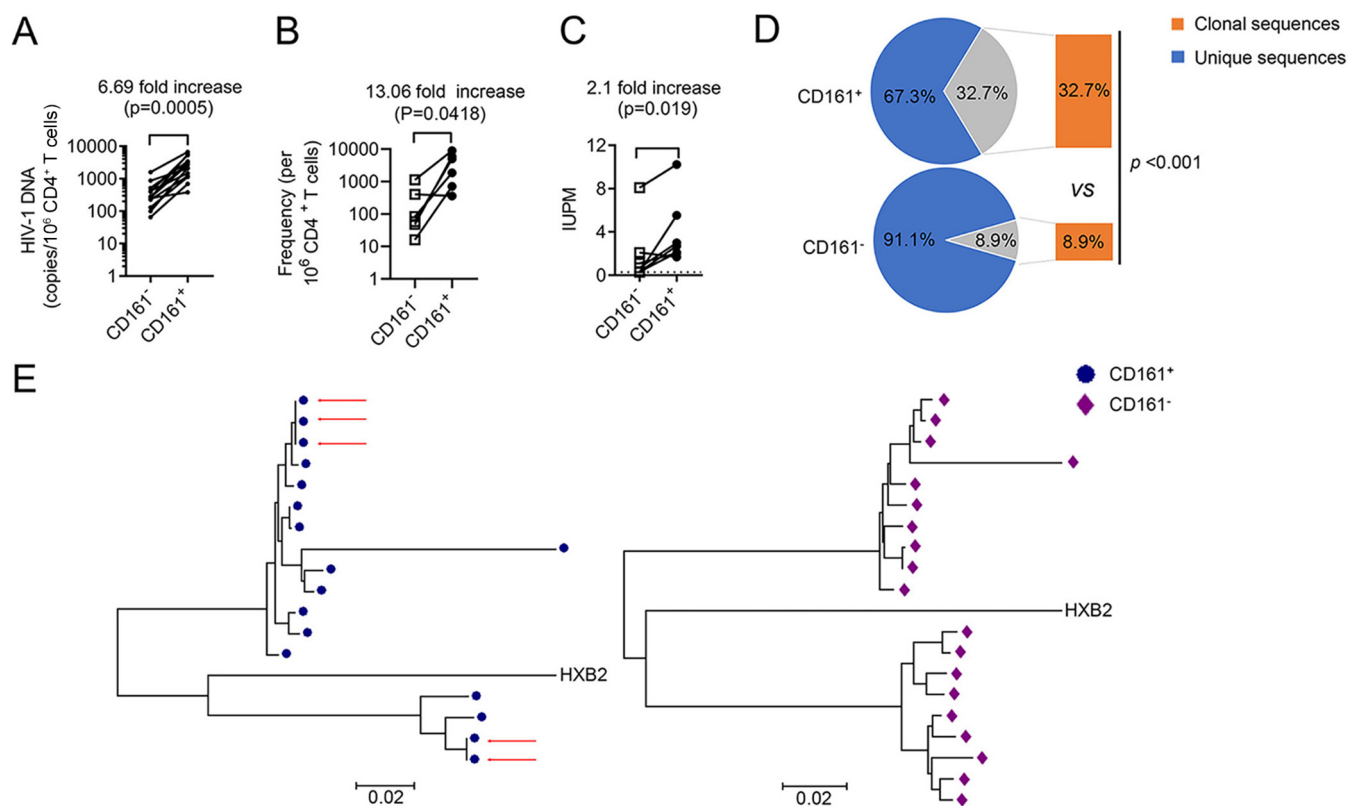 A
6.69 fold increase
(p=0.0005)
HIV-1 DNA
(copies/10⁶ CD4⁺ T cells)
10000
1000
100
10
1
CD161⁻
CD161⁺
B
13.06 fold increase
(P=0.0418)
Frequency (per
10⁶ CD4 ⁺ T cells)
10000
1000
100
10
1
CD161⁻
CD161⁺
C
2.1 fold increase
(p=0.019)
IUPM
12
8
4
0
CD161⁻
CD161⁺
D
Clonal sequences
Unique sequences
CD161⁺
67.3%
32.7%
32.7%
VS
p <0.001
CD161⁻
91.1%
8.9%
8.9%
E
CD161⁺
CD161⁻
HXB2
0.02
HXB2
0.02